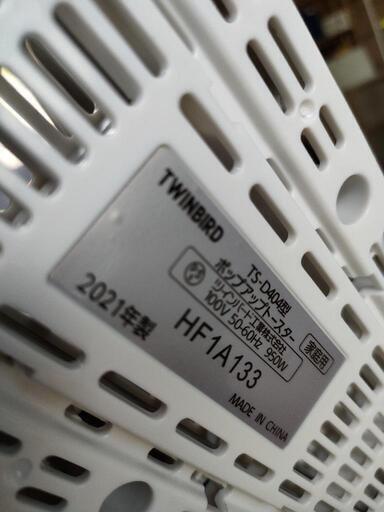 TWINBIRD
TS-D404型
ポップアップトースター
ツインバード工業株式会社
100V 50-60Hz 950W
家庭用
2021年製
HF1A133
MADE IN CHINA